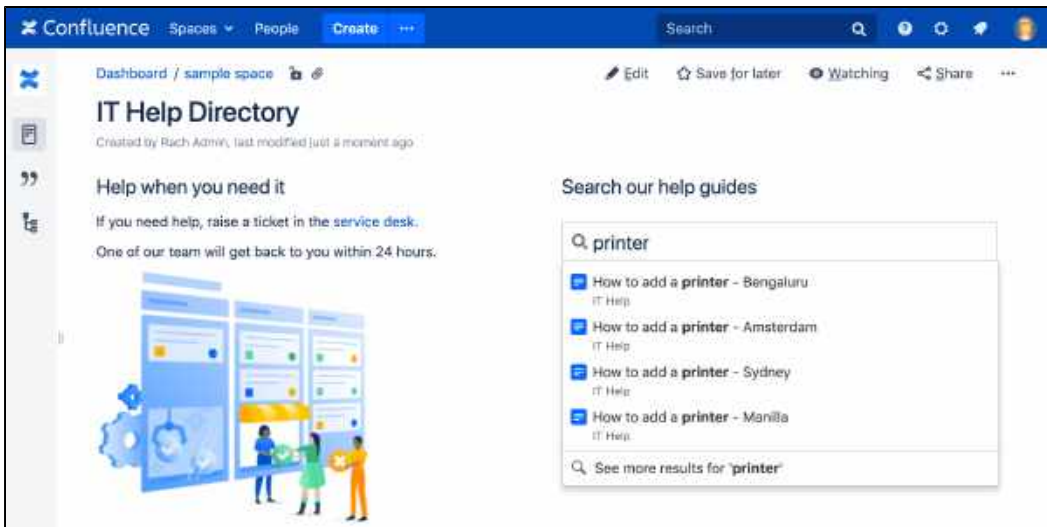 Confluence Spaces People Create ··· Search
Dashboard / sample space
Edit Save for later Watching Share ···
IT Help Directory
Created by Rach Admin, last modified just a moment ago
Help when you need it
If you need help, raise a ticket in the service desk.
One of our team will get back to you within 24 hours.
Search our help guides
printer
How to add a printer - Bengaluru
IT Help
How to add a printer - Amsterdam
IT Help
How to add a printer - Sydney
IT Help
How to add a printer - Manilla
IT Help
See more results for 'printer'